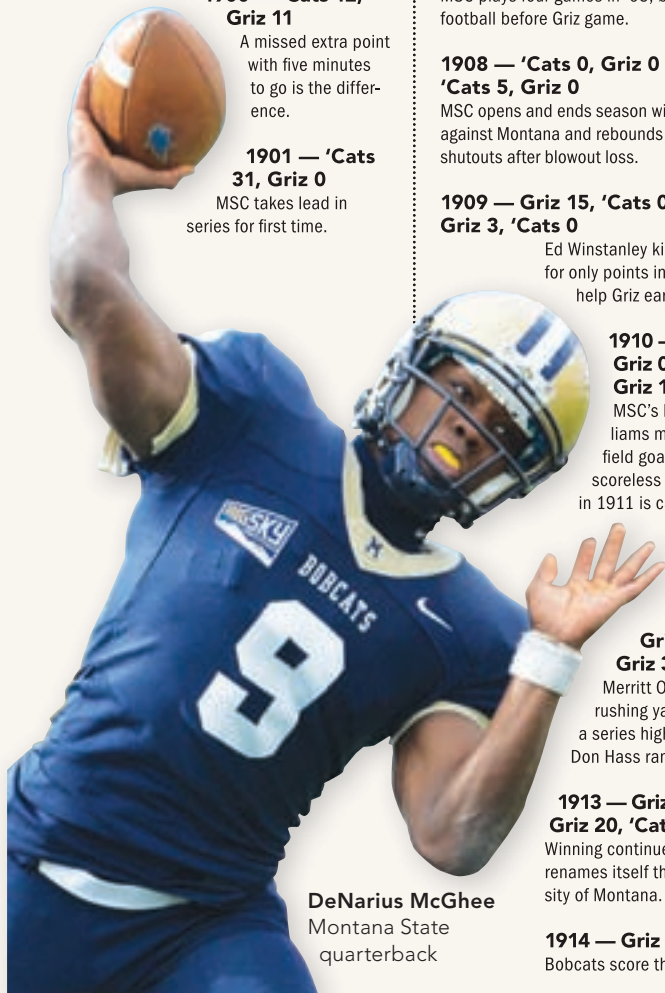 Griz 11
A missed extra point
with five minutes
to go is the differ-
ence.
1901 — ‘Cats
31, Griz 0
MSC takes lead in
series for first time.
football before Griz game.
1908 — ‘Cats 0, Griz 0
‘Cats 5, Griz 0
MSC opens and ends season wi
against Montana and rebounds
shutouts after blowout loss.
1909 — Griz 15, ‘Cats 0
Griz 3, ‘Cats 0
Ed Winstanley ki
for only points in
help Griz ear
1910 –
Griz 0
Griz 1
MSC’s
liams m
field goa
scoreless
in 1911 is c
Gr
Griz 3
Merritt O
rushing ya
a series high
Don Hass ran
1913 — Griz
Griz 20, ‘Cat
Winning continue
renames itself th
sity of Montana.
1914 — Griz
Bobcats score th
BIGSKY
M
BOBCATS
9
DeNarius McGhee
Montana State
quarterback